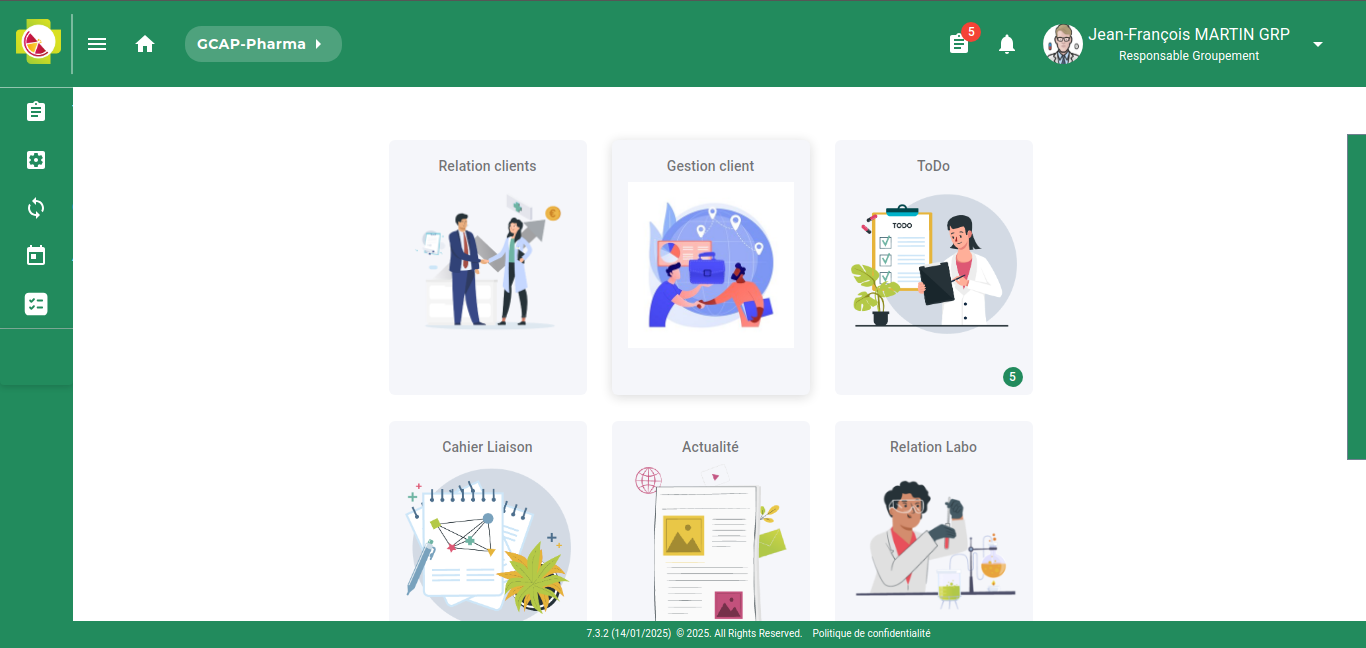 GCAP-Pharma
5
Jean-François MARTIN GRP
Responsable Groupement
Relation clients
Gestion client
ToDo
TODO
5
Cahier Liaison
Actualité
Relation Labo
7.3.2 (14/01/2025) © 2025. All Rights Reserved. Politique de confidentialité